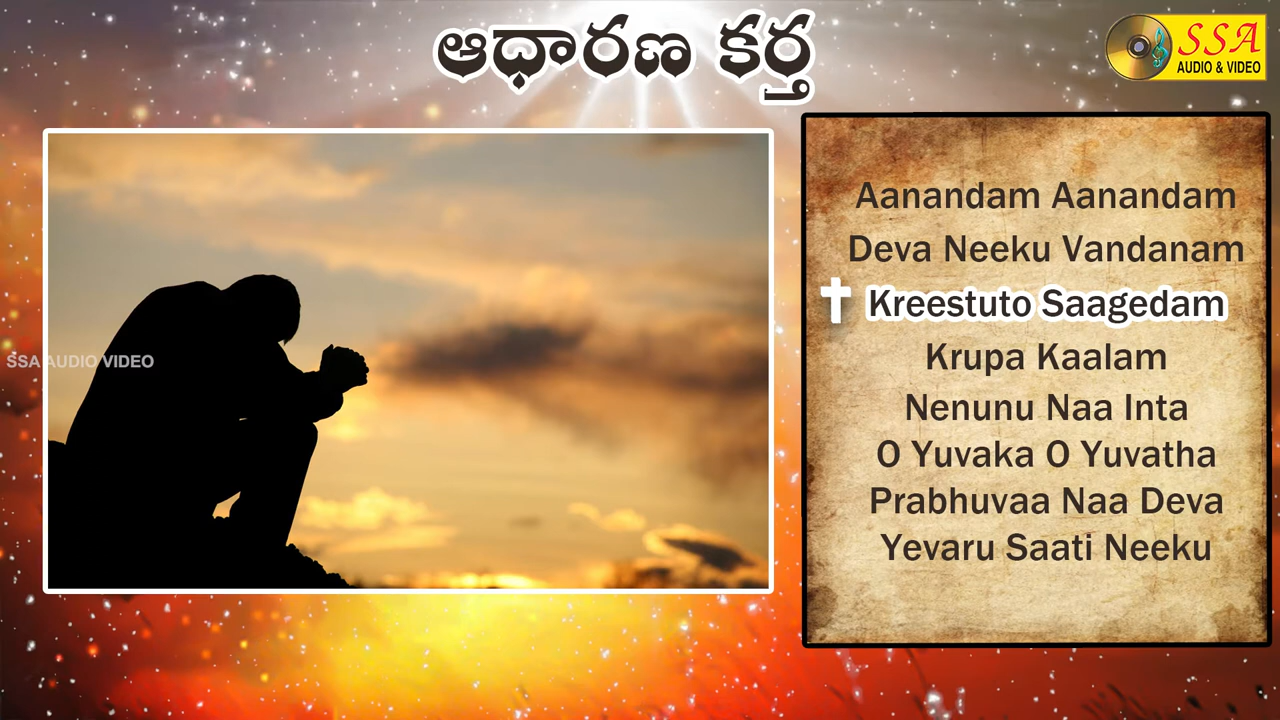 ఆధారణ కర్త
SSA
AUDIO & VIDEO
SSA AUDIO VIDEO
Aanandam Aanandam
Deva Neeku Vandanam
Kreestuto Saagedam
Krupa Kaalam
Nenunu Naa Inta
O Yuvaka O Yuvatha
Prabhuvaa Naa Deva
Yevaru Saati Neeku